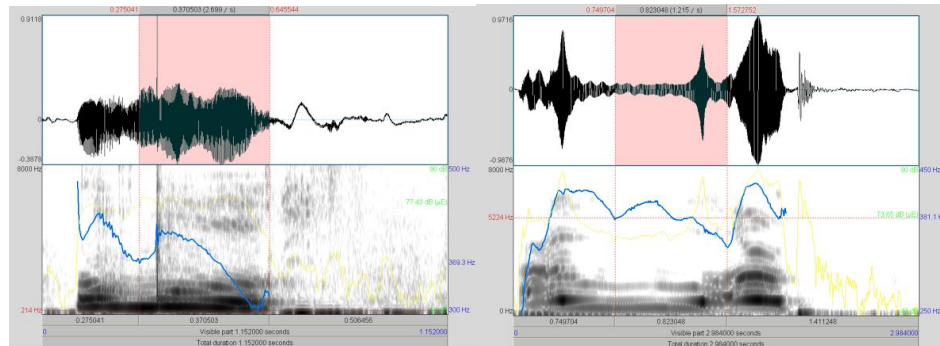 0.275041 0.370503 (2.699 / s) 0.645544
0.9118
0
-0.3878
8000 Hz
90 dB
500 Hz
77.43 dB (µE)
369.3 Hz
214 Hz
300 Hz
0.275041 0.370503 0.506456
0 Visible part 1.152000 seconds 1.152000
Total duration 1.152000 seconds
0.749704 0.823048 (1.215 / s) 1.572752
0.9716
0
-0.9876
8000 Hz
90 dB
450 Hz
5224 Hz
73.65 dB (µE)
381.1 Hz
0 Hz
250 Hz
0.749704 0.823048 1.411248
0 Visible part 2.984000 seconds 2.984000
Total duration 2.984000 seconds